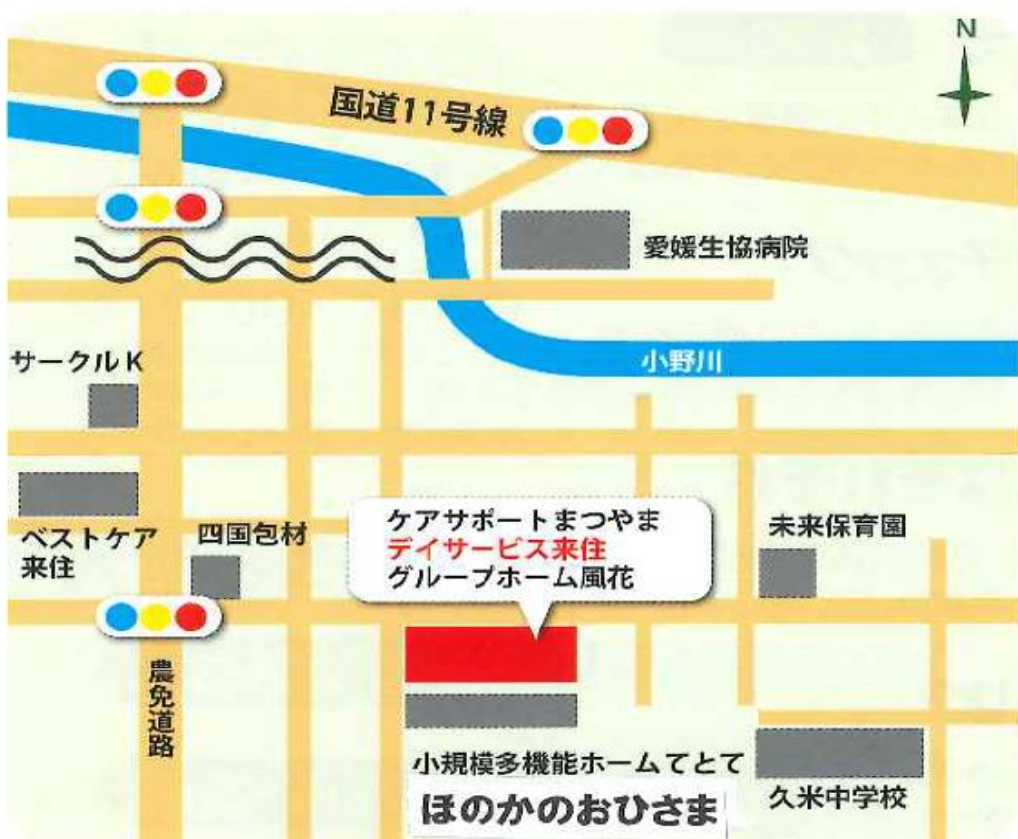 N
国道11号線
愛媛生協病院
小野川
サークルK
ベストケア
来住
四国包材
ケアサポートまつやま
デイサービス来住
グループホーム風花
未来保育園
農免道路
小規模多機能ホームてとて
ほのかのおひさま
久米中学校